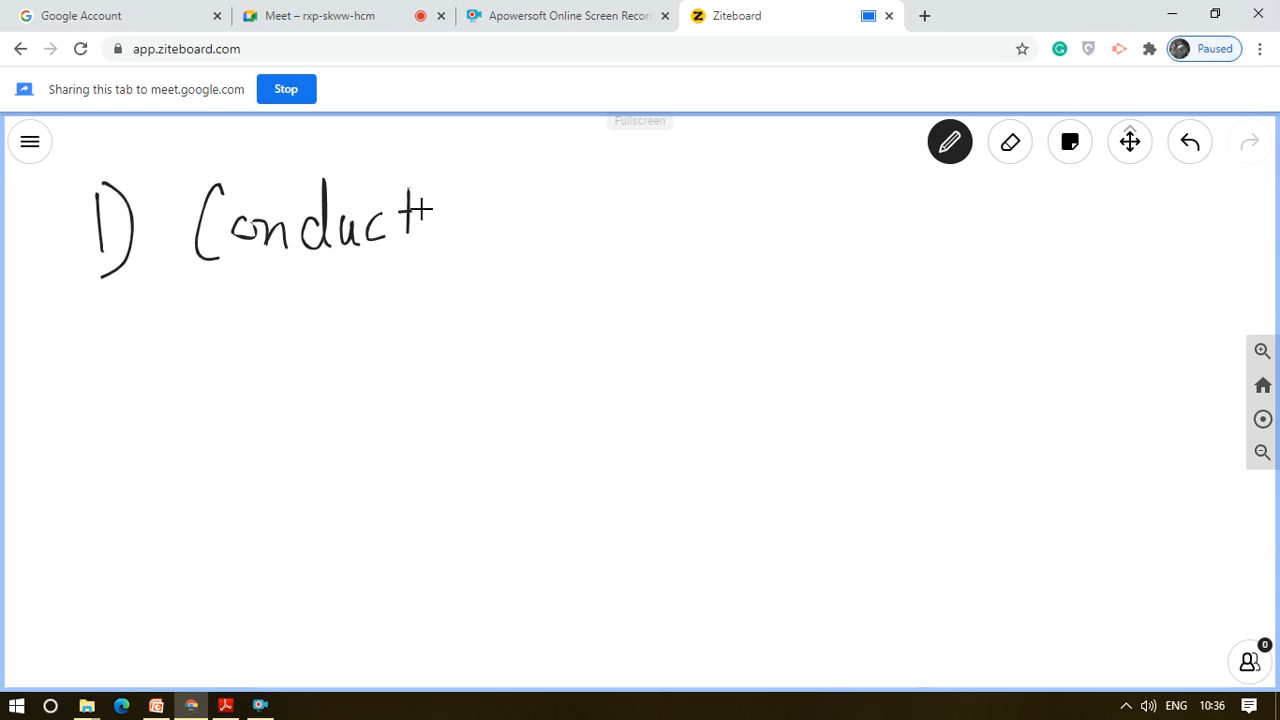 Google Account
Meet – rxp-skww-hcm
Apowersoft Online Screen Recor
Ziteboard
app.ziteboard.com
Paused
Sharing this tab to meet.google.com
Stop
Fullscreen
1) Conduct
0
ENG
10:36